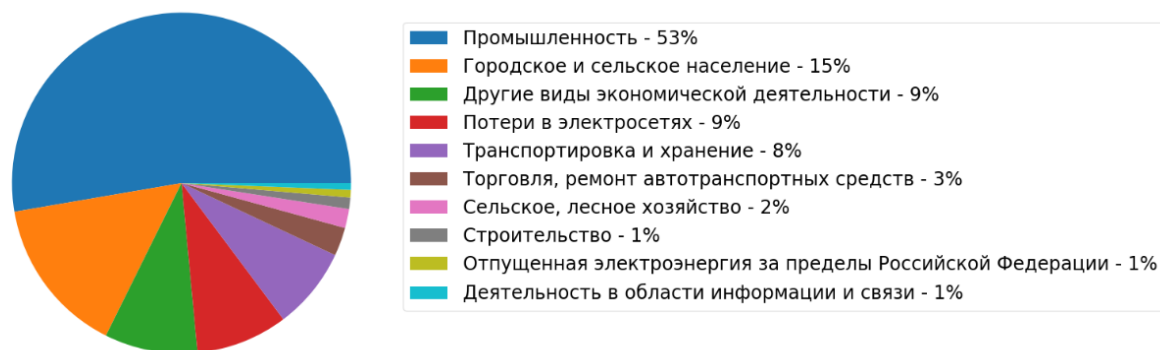 Промышленность - 53%
Городское и сельское население - 15%
Другие виды экономической деятельности - 9%
Потери в электросетях - 9%
Транспортировка и хранение - 8%
Торговля, ремонт автотранспортных средств - 3%
Сельское, лесное хозяйство - 2%
Строительство - 1%
Отпущенная электроэнергия за пределы Российской Федерации - 1%
Деятельность в области информации и связи - 1%